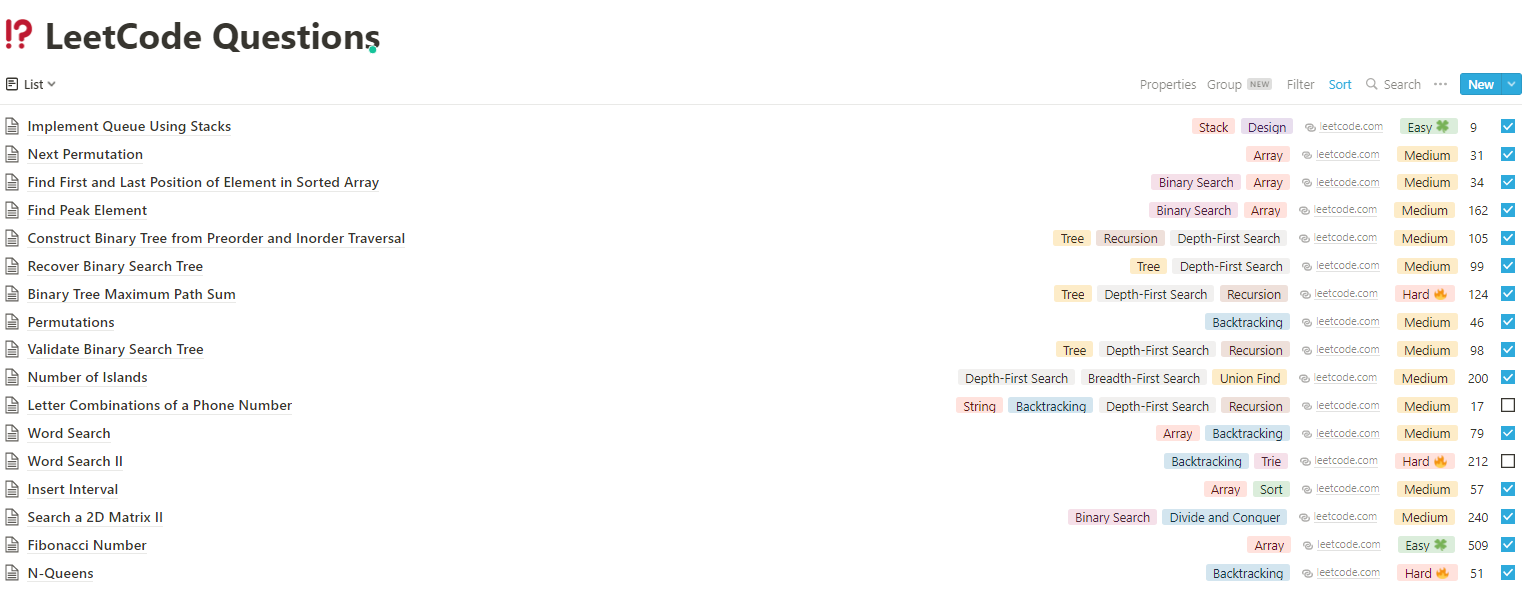 ⁉ LeetCode Questions
List
Properties Group NEW Filter Sort Search ... New
Implement Queue Using Stacks Stack Design leetcode.com Easy 🍀 9
Next Permutation Array leetcode.com Medium 31
Find First and Last Position of Element in Sorted Array Binary Search Array leetcode.com Medium 34
Find Peak Element Binary Search Array leetcode.com Medium 162
Construct Binary Tree from Preorder and Inorder Traversal Tree Recursion Depth-First Search leetcode.com Medium 105
Recover Binary Search Tree Tree Depth-First Search leetcode.com Medium 99
Binary Tree Maximum Path Sum Tree Depth-First Search Recursion leetcode.com Hard 🔥 124
Permutations Backtracking leetcode.com Medium 46
Validate Binary Search Tree Tree Depth-First Search Recursion leetcode.com Medium 98
Number of Islands Depth-First Search Breadth-First Search Union Find leetcode.com Medium 200
Letter Combinations of a Phone Number String Backtracking Depth-First Search Recursion leetcode.com Medium 17
Word Search Array Backtracking leetcode.com Medium 79
Word Search II Backtracking Trie leetcode.com Hard 🔥 212
Insert Interval Array Sort leetcode.com Medium 57
Search a 2D Matrix II Binary Search Divide and Conquer leetcode.com Medium 240
Fibonacci Number Array leetcode.com Easy 🍀 509
N-Queens Backtracking leetcode.com Hard 🔥 51